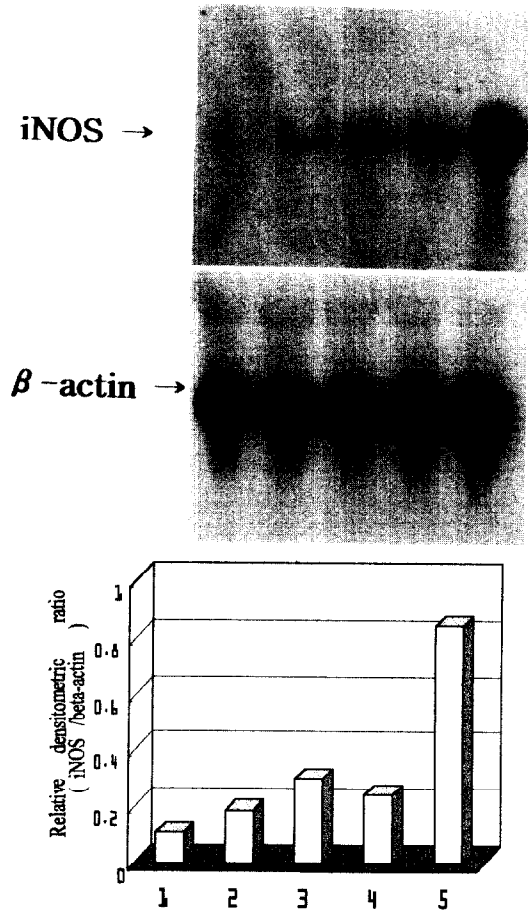 iNOS →
β-actin →
Relative densitometric ratio
( iNOS /beta-actin )
1
0.8
0.6
0.4
0.2
0
1 2 3 4 5